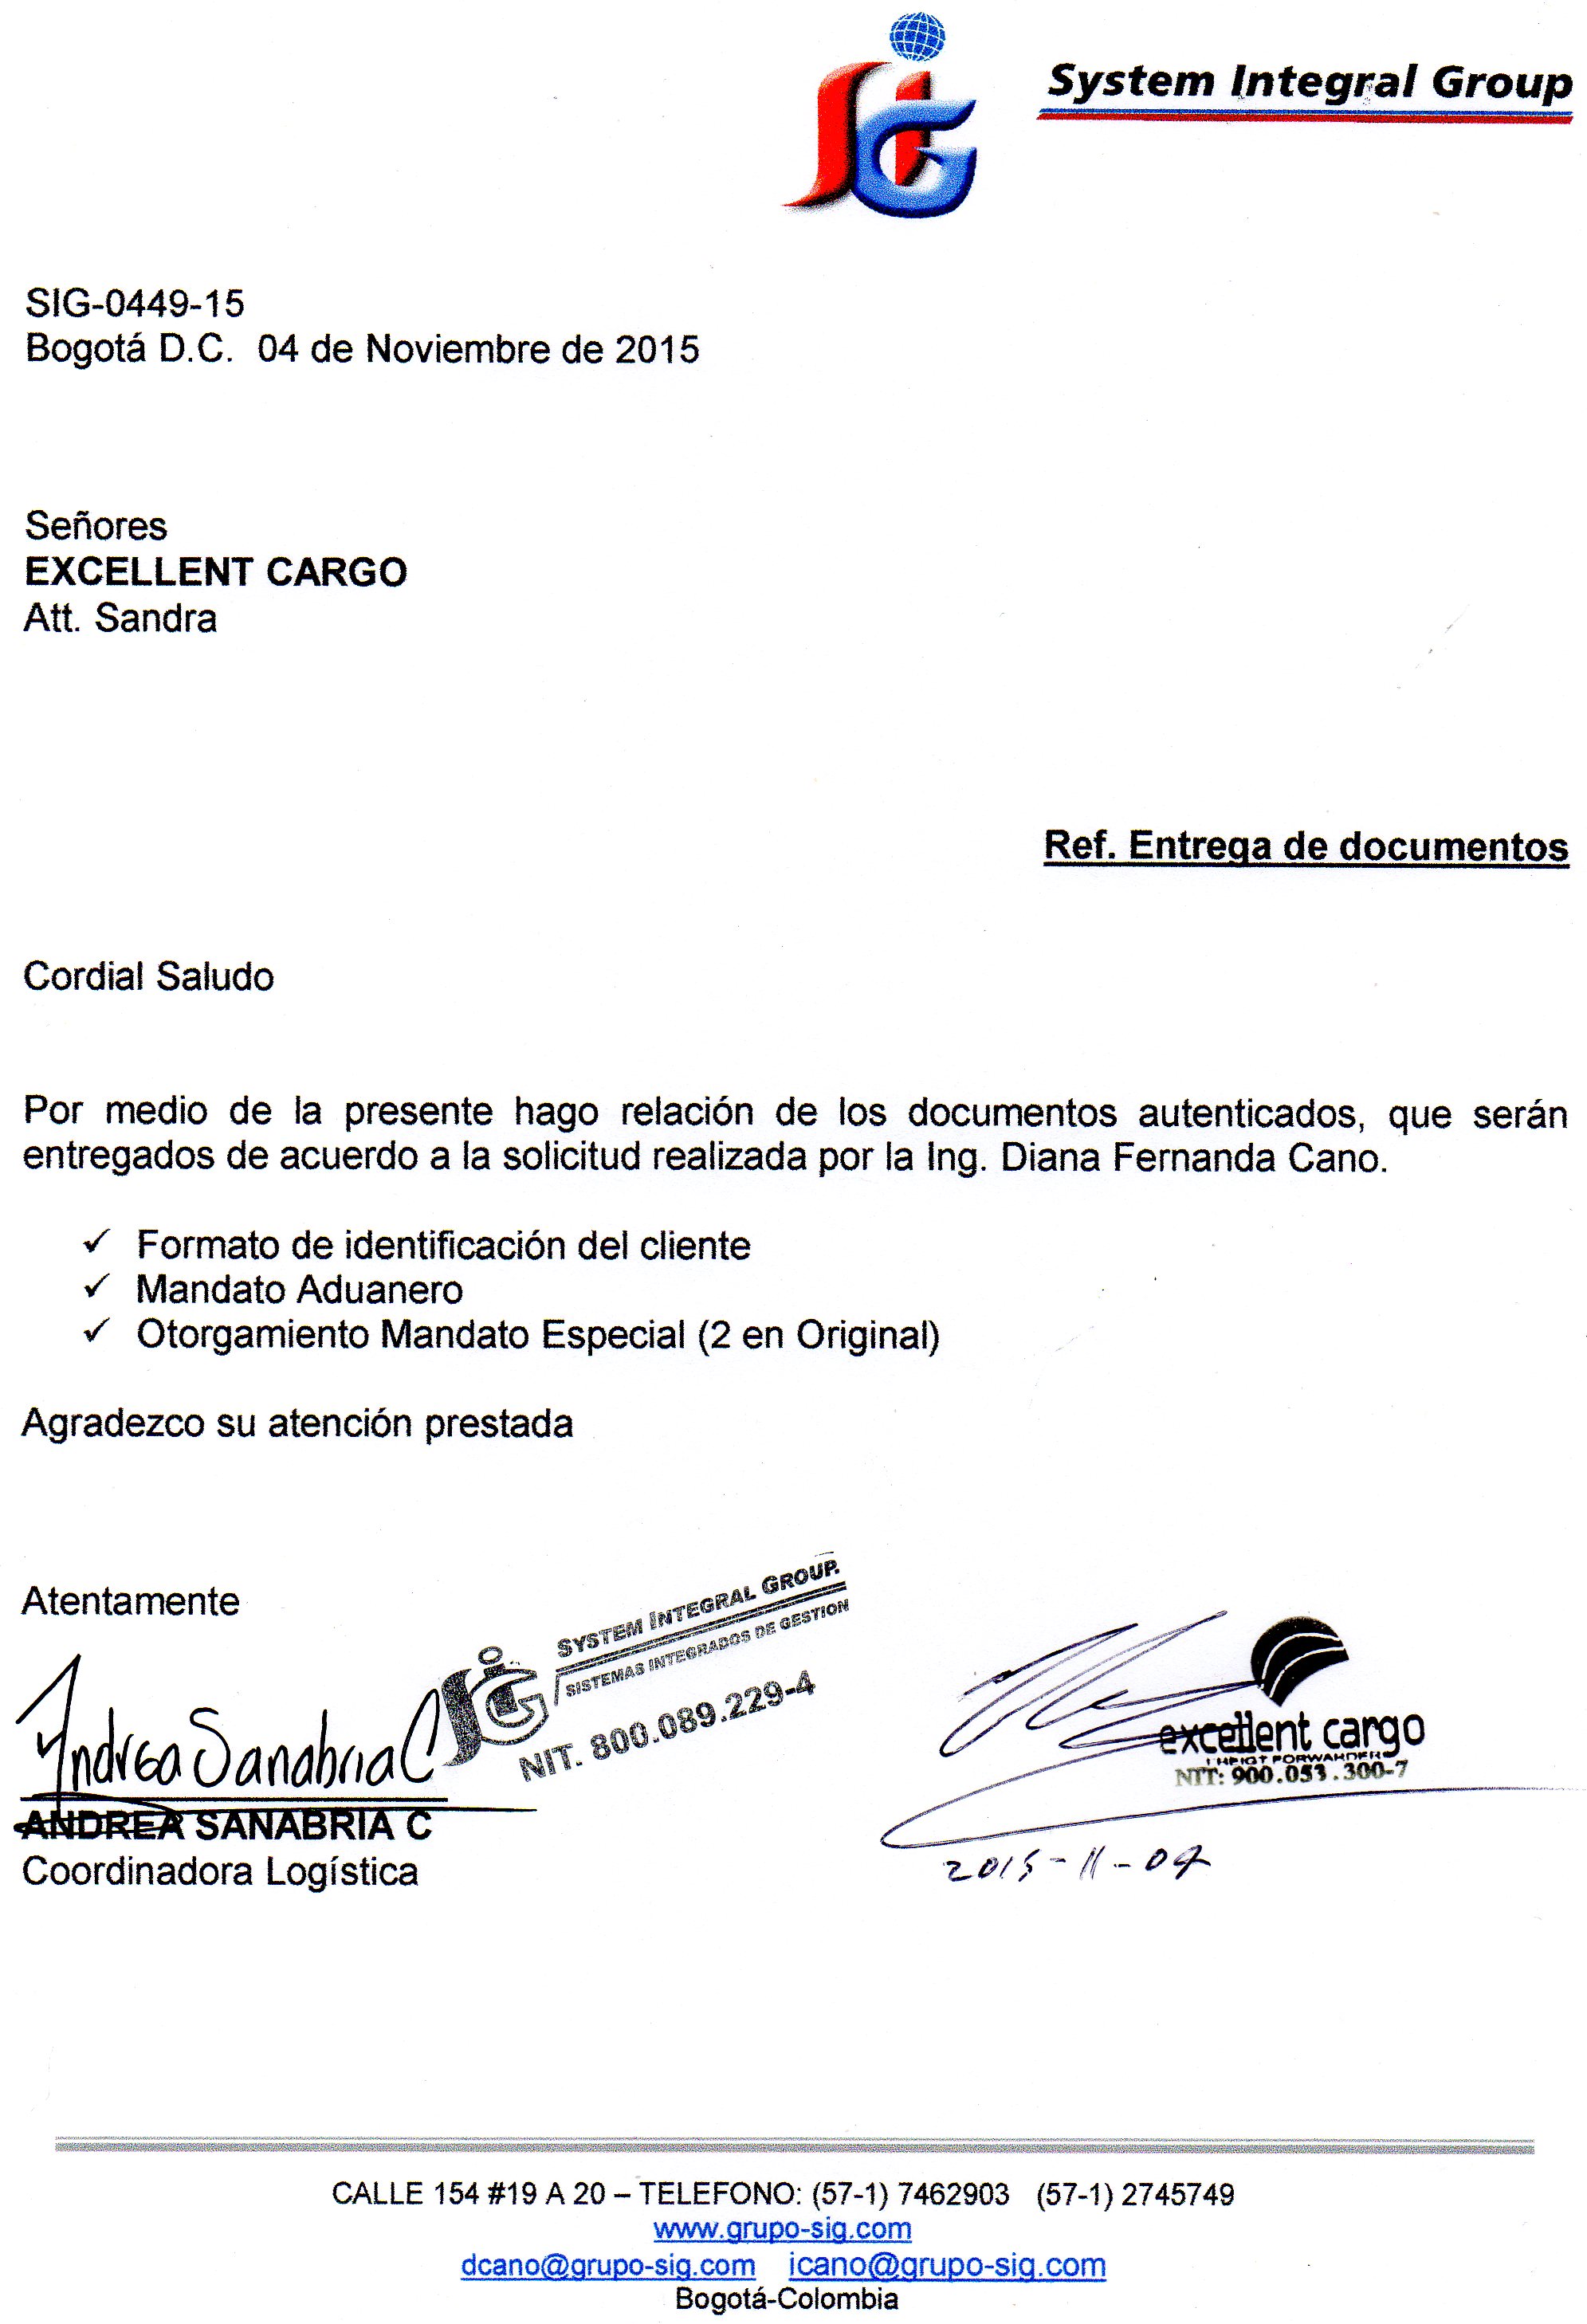 System Integral Group
SIG-0449-15
Bogotá D.C. 04 de Noviembre de 2015
Señores
EXCELLENT CARGO
Att. Sandra
Ref. Entrega de documentos
Cordial Saludo
Por medio de la presente hago relación de los documentos autenticados, que serán
entregados de acuerdo a la solicitud realizada por la Ing. Diana Fernanda Cano.
✓ Formato de identificación del cliente
✓ Mandato Aduanero
✓ Otorgamiento Mandato Especial (2 en Original)
Agradezco su atención prestada
Atentamente
SYSTEM INTEGRAL GROUP.
SISTEMAS INTEGRADOS DE GESTION
NIT. 800.089.229-4
Andrea Sanabria C
ANDREA SANABRIA C
Coordinadora Logística
excellent cargo
FORWARDER
NIT: 900.053.300-7
2015-11-04
CALLE 154 #19 A 20 – TELEFONO: (57-1) 7462903 (57-1) 2745749
www.grupo-sig.com
dcano@grupo-sig.com icano@grupo-sig.com
Bogotá-Colombia